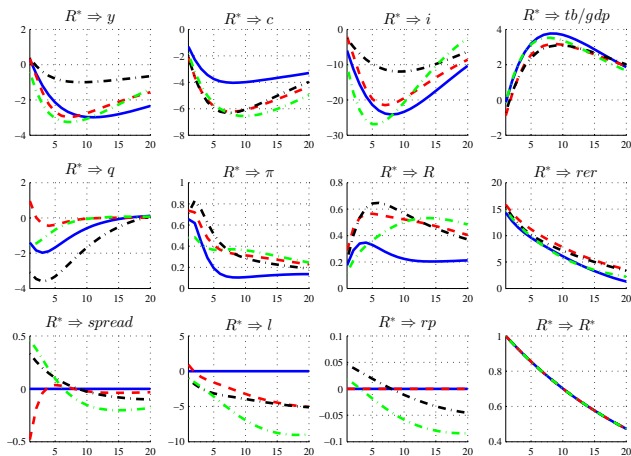 R* ⇒ y
R* ⇒ c
R* ⇒ i
R* ⇒ tb/gdp
2
0
−2
−4
5 10 15 20
0
−2
−4
−6
−8
5 10 15 20
0
−10
−20
−30
5 10 15 20
4
2
0
−2
5 10 15 20
R* ⇒ q
R* ⇒ π
R* ⇒ R
R* ⇒ rer
2
0
−2
−4
5 10 15 20
1
0.8
0.6
0.4
0.2
0
5 10 15 20
0.8
0.6
0.4
0.2
0
5 10 15 20
20
15
10
5
0
5 10 15 20
R* ⇒ spread
R* ⇒ l
R* ⇒ rp
R* ⇒ R*
0.5
0
−0.5
5 10 15 20
5
0
−5
−10
5 10 15 20
0.1
0.05
0
−0.05
−0.1
5 10 15 20
1
0.8
0.6
0.4
5 10 15 20